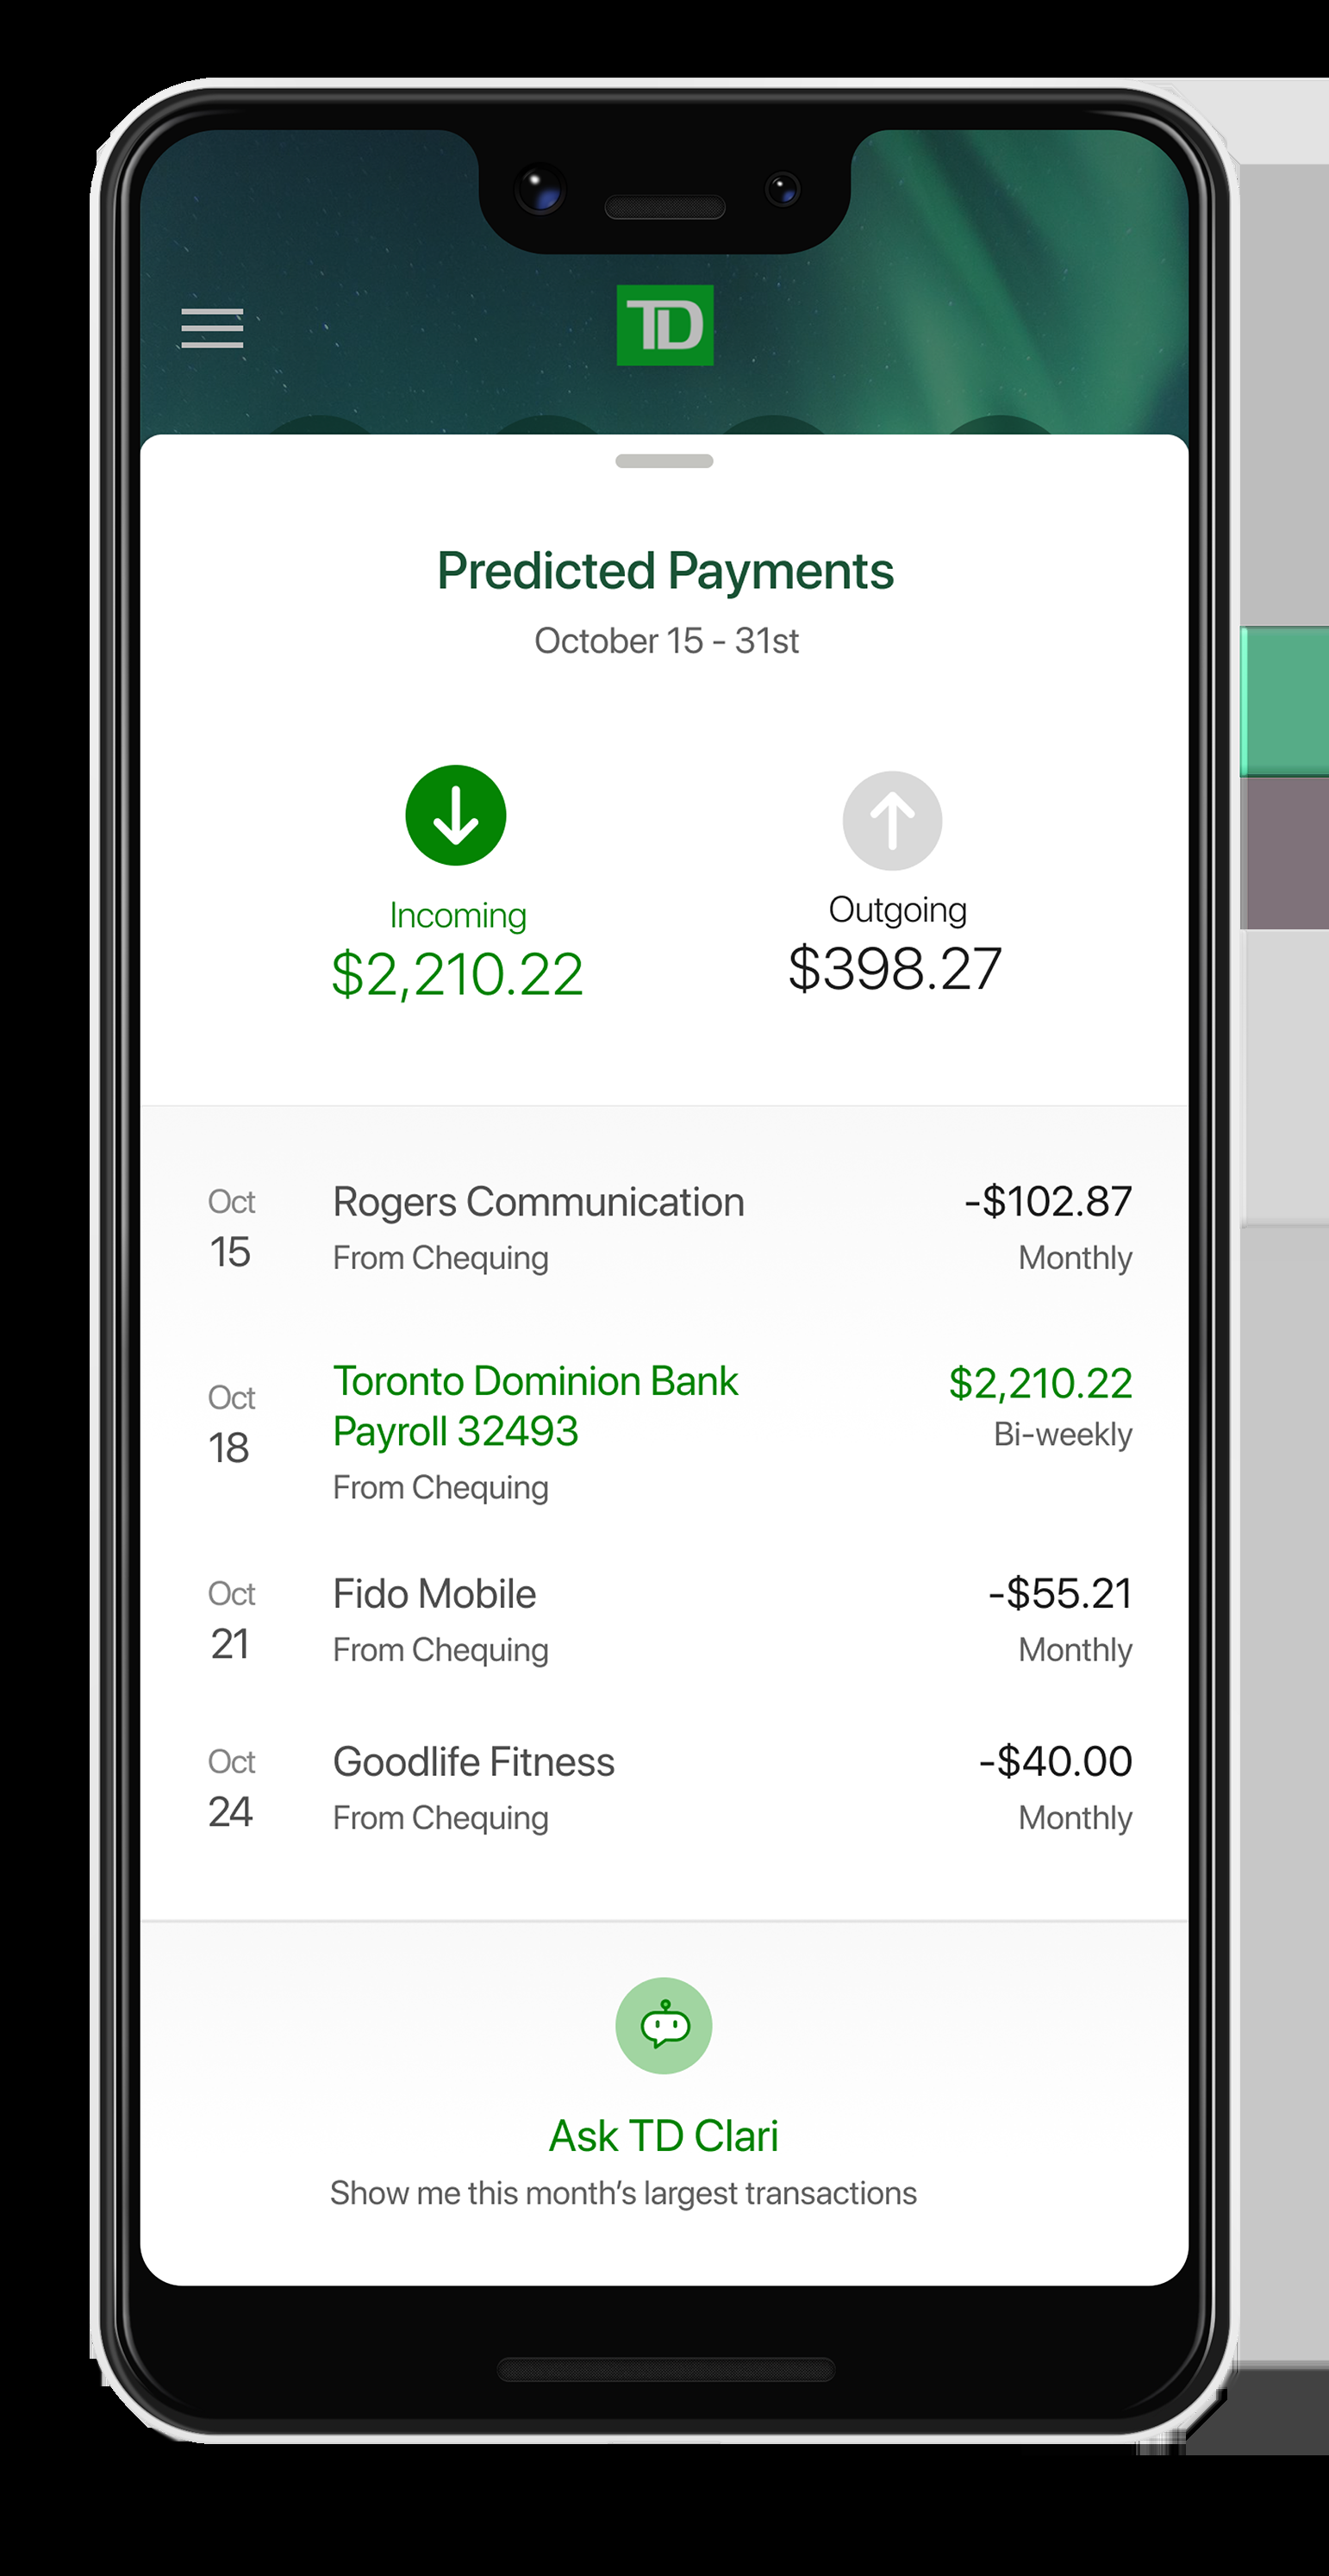 TD
Predicted Payments
October 15 - 31st
Incoming
$2,210.22
Outgoing
$398.27
Oct
15
Rogers Communication
From Chequing
-$102.87
Monthly
Oct
18
Toronto Dominion Bank
Payroll 32493
From Chequing
$2,210.22
Bi-weekly
Oct
21
Fido Mobile
From Chequing
-$55.21
Monthly
Oct
24
Goodlife Fitness
From Chequing
-$40.00
Monthly
Ask TD Clari
Show me this month’s largest transactions